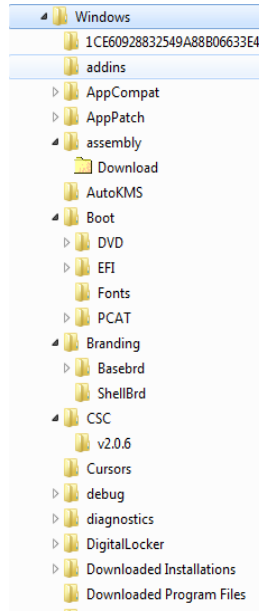 Windows
1CE60928832549A88B06633E4
addins
AppCompat
AppPatch
assembly
Download
AutoKMS
Boot
DVD
EFI
Fonts
PCAT
Branding
Basebrd
ShellBrd
CSC
v2.0.6
Cursors
debug
diagnostics
DigitalLocker
Downloaded Installations
Downloaded Program Files